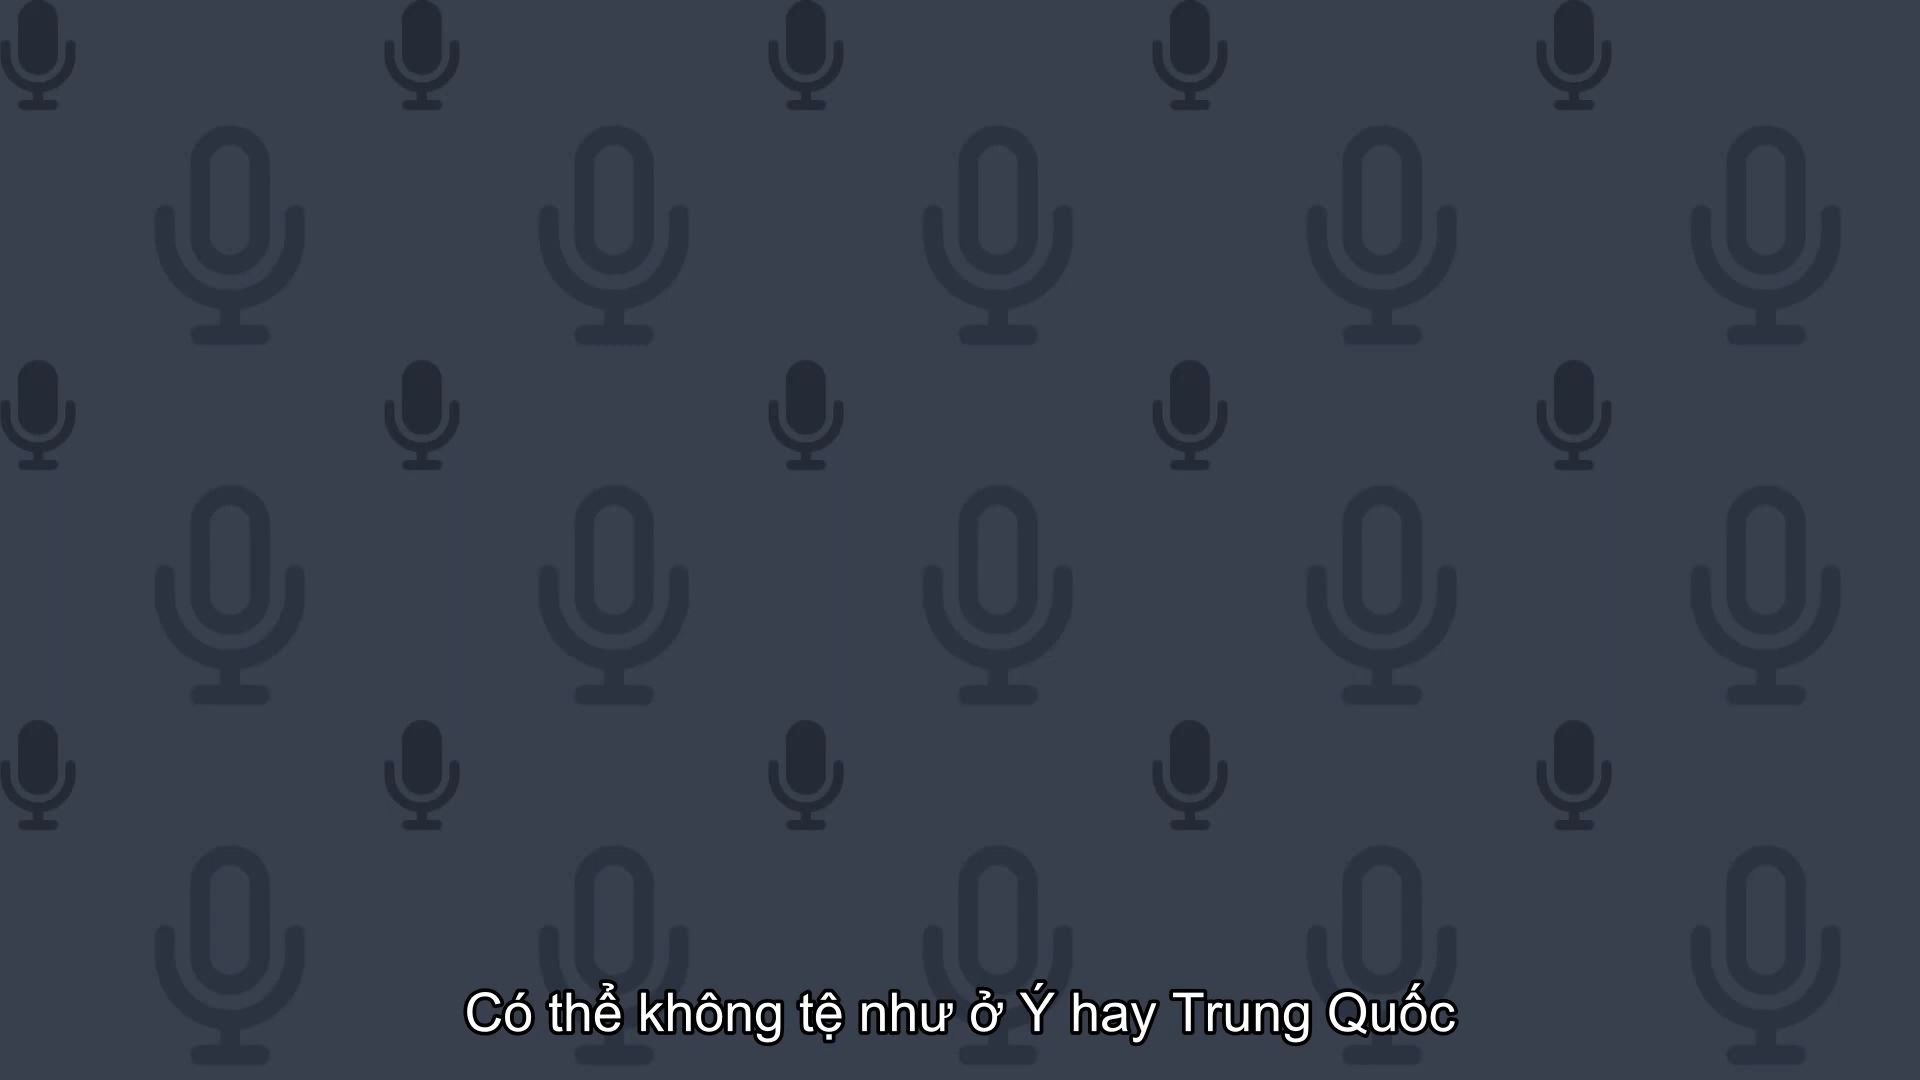 Có thể không tệ như ở Ý hay Trung Quốc